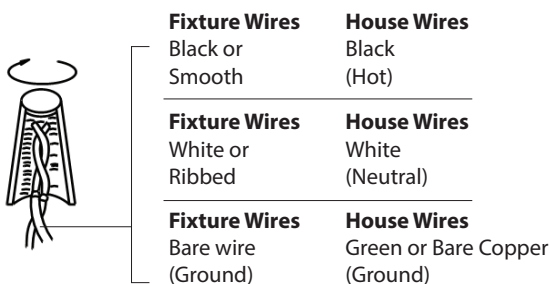 Fixture Wires House Wires
Black or Black
Smooth (Hot)
Fixture Wires House Wires
White or White
Ribbed (Neutral)
Fixture Wires House Wires
Bare wire Green or Bare Copper
(Ground) (Ground)